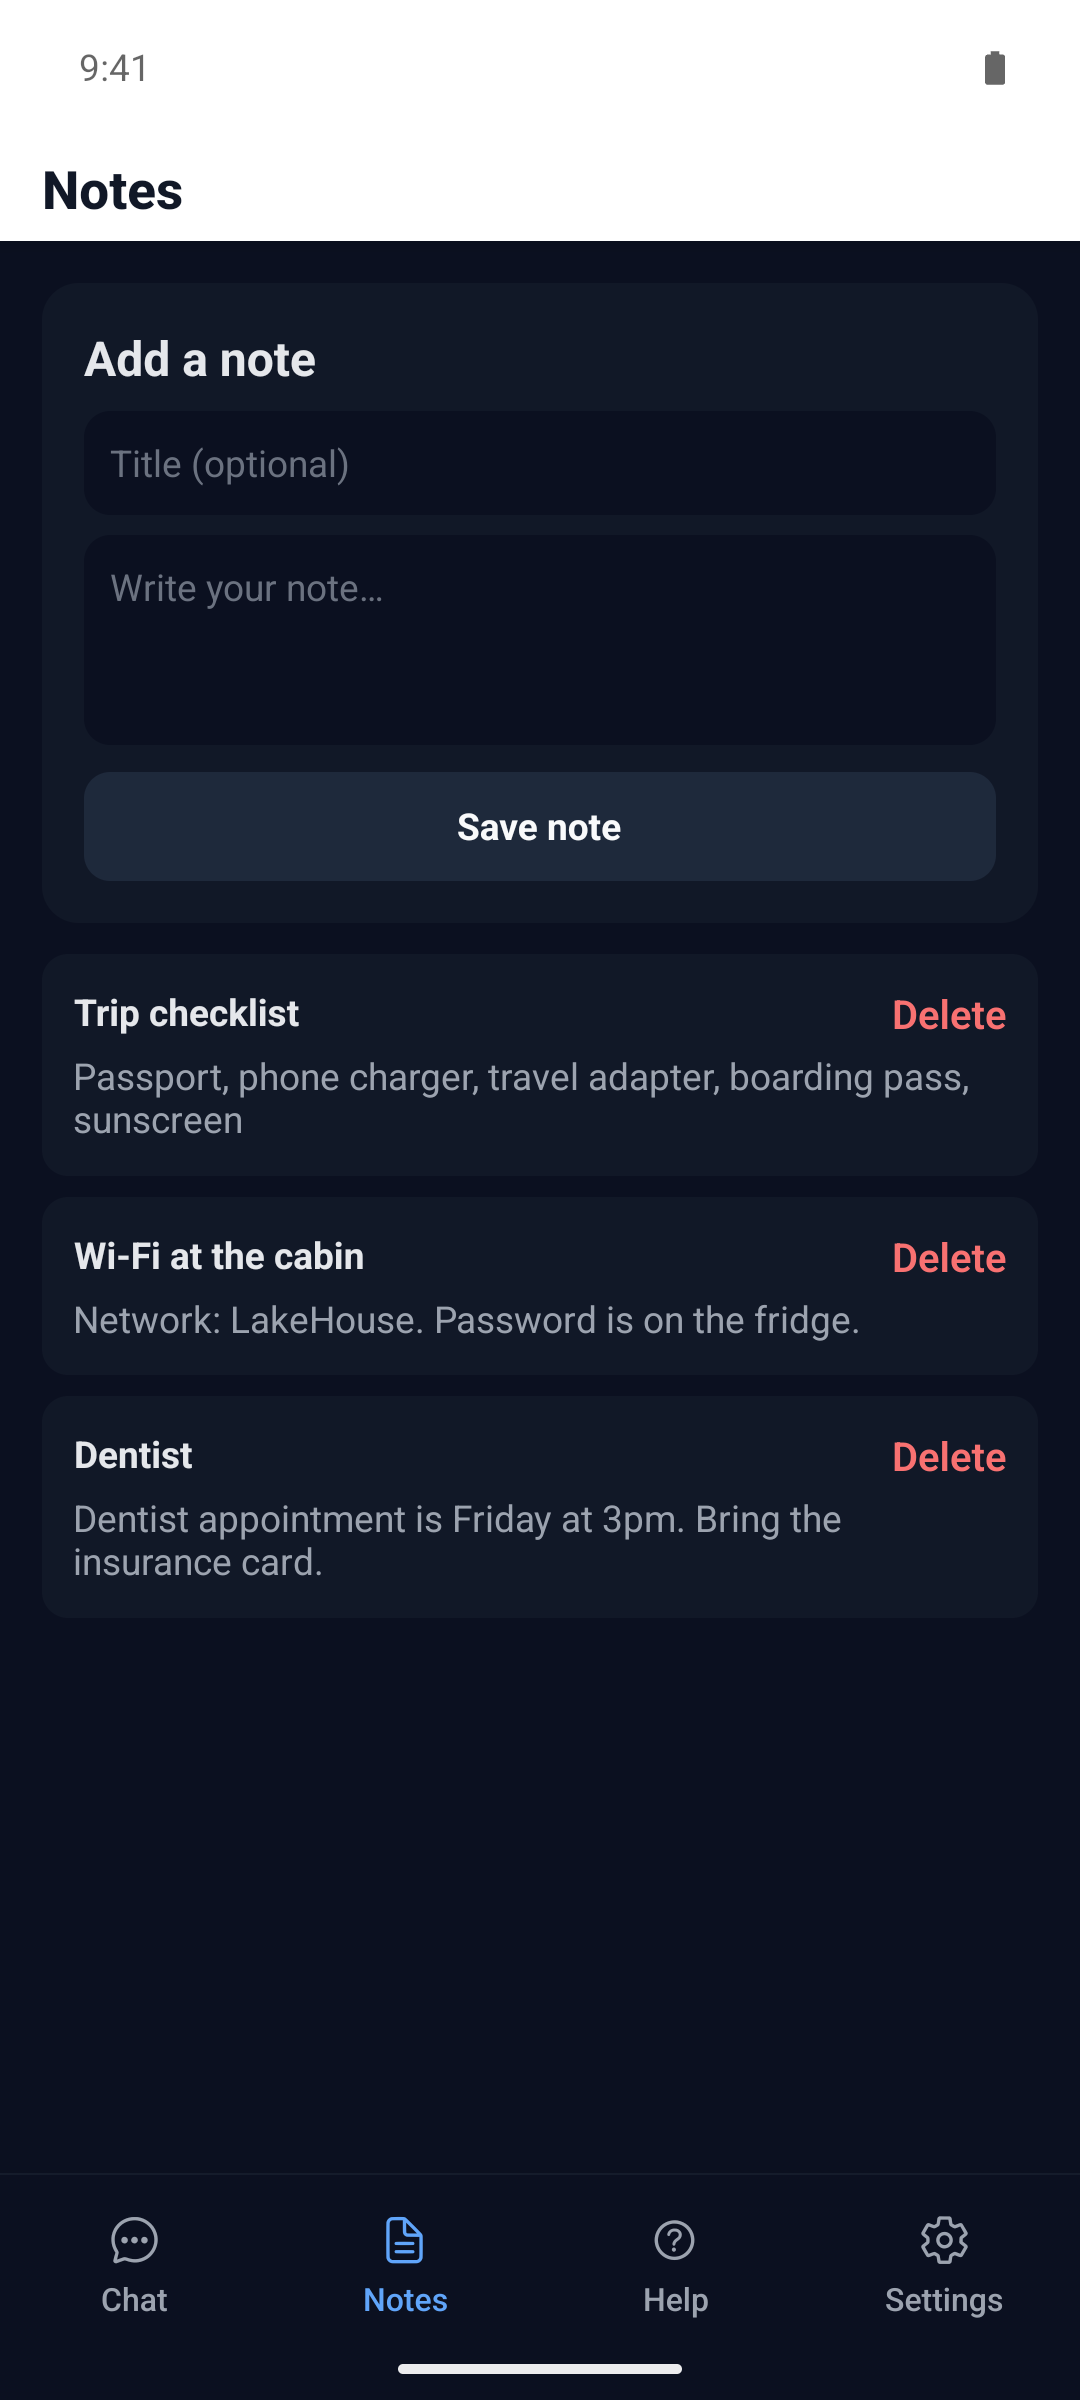 9:41
Notes
Add a note
Title (optional)
Write your note…
Save note
Trip checklist
Delete
Passport, phone charger, travel adapter, boarding pass,
sunscreen
Wi-Fi at the cabin
Delete
Network: LakeHouse. Password is on the fridge.
Dentist
Delete
Dentist appointment is Friday at 3pm. Bring the
insurance card.
Chat
Notes
Help
Settings